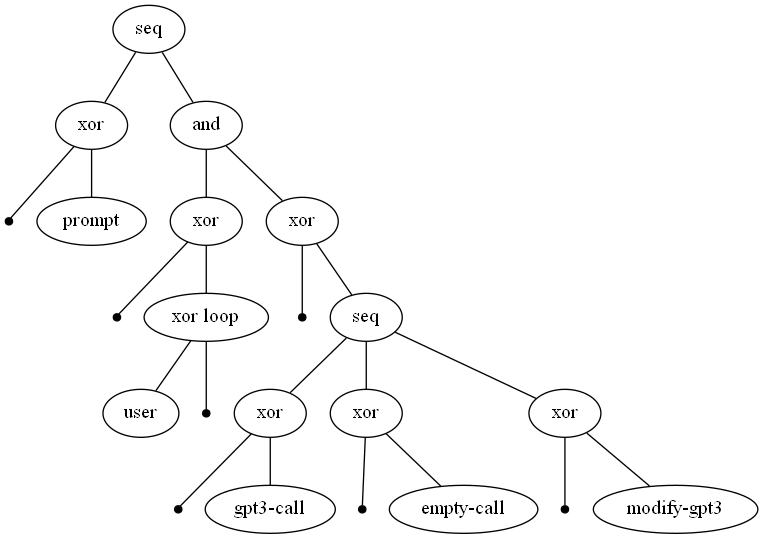 seq
xor
and
prompt
xor
xor
xor loop
seq
user
xor
xor
xor
gpt3-call
empty-call
modify-gpt3